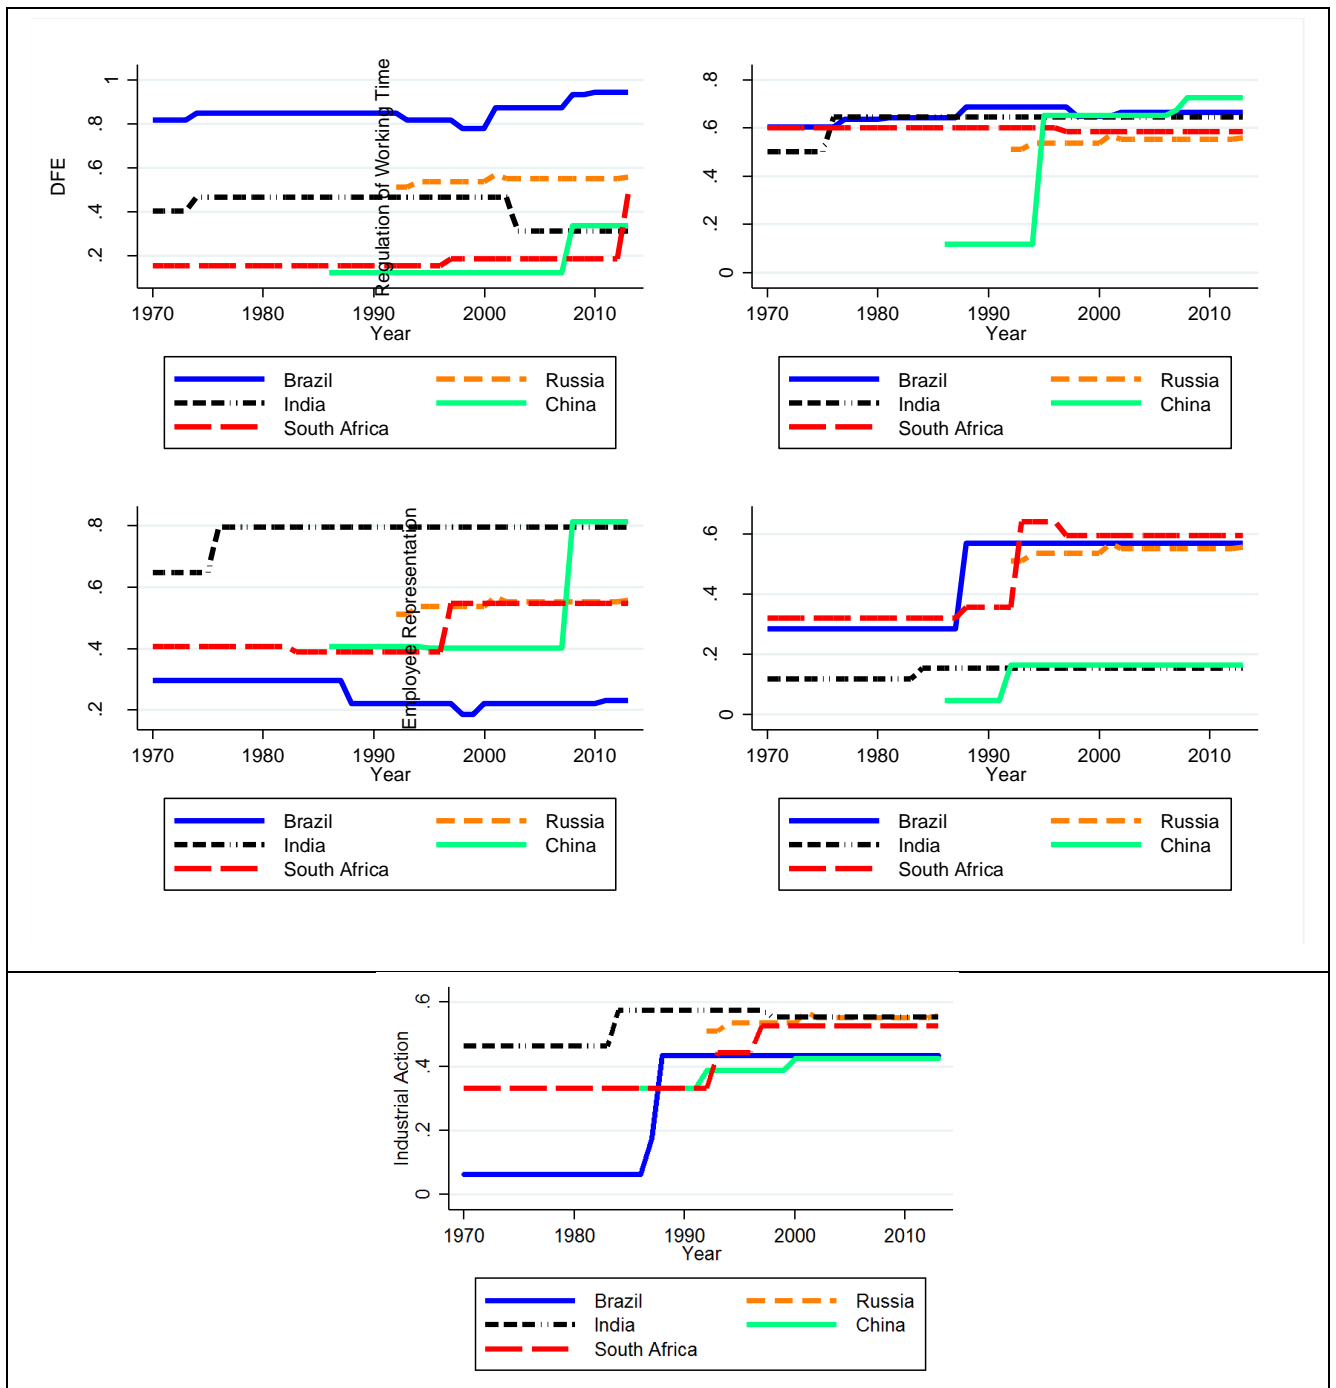 DFE
1
.8
.6
.4
.2
1970 1980 1990 2000 2010
Year
Brazil Russia
India China
South Africa
Regulation of Working Time
.8
.6
.4
.2
0
1970 1980 1990 2000 2010
Year
Brazil Russia
India China
South Africa
.8
.6
.4
.2
1970 1980 1990 2000 2010
Year
Brazil Russia
India China
South Africa
Employee Representation
.6
.4
.2
0
1970 1980 1990 2000 2010
Year
Brazil Russia
India China
South Africa
Industrial Action
.6
.4
.2
0
1970 1980 1990 2000 2010
Year
Brazil Russia
India China
South Africa